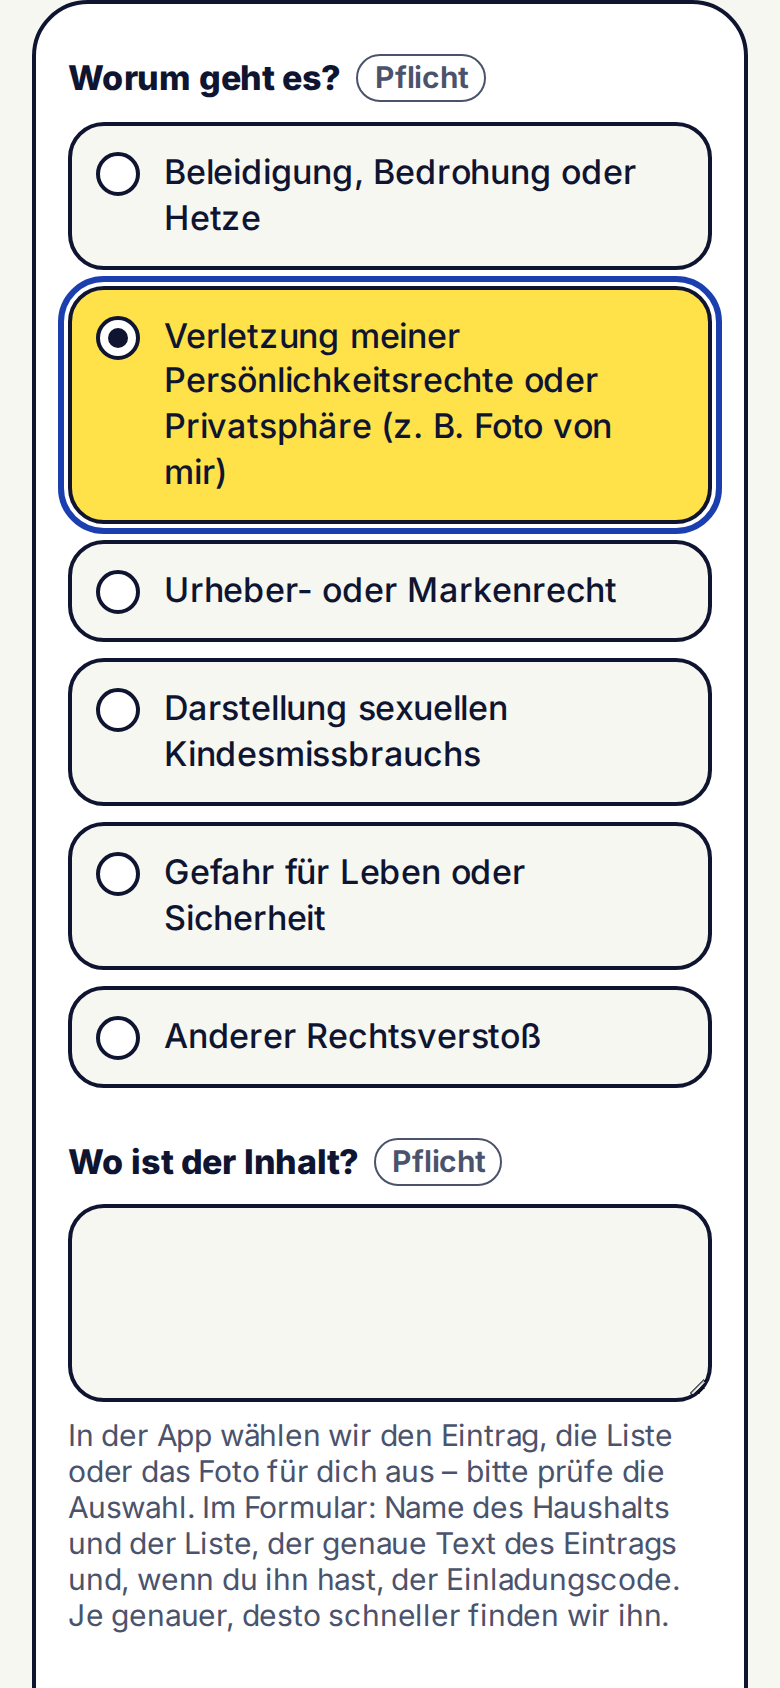 Worum geht es? Pflicht
Beleidigung, Bedrohung oder
Hetze
Verletzung meiner
Persönlichkeitsrechte oder
Privatsphäre (z. B. Foto von
mir)
Urheber- oder Markenrecht
Darstellung sexuellen
Kindesmissbrauchs
Gefahr für Leben oder
Sicherheit
Anderer Rechtsverstoß
Wo ist der Inhalt? Pflicht
In der App wählen wir den Eintrag, die Liste
oder das Foto für dich aus – bitte prüfe die
Auswahl. Im Formular: Name des Haushalts
und der Liste, der genaue Text des Eintrags
und, wenn du ihn hast, der Einladungscode.
Je genauer, desto schneller finden wir ihn.